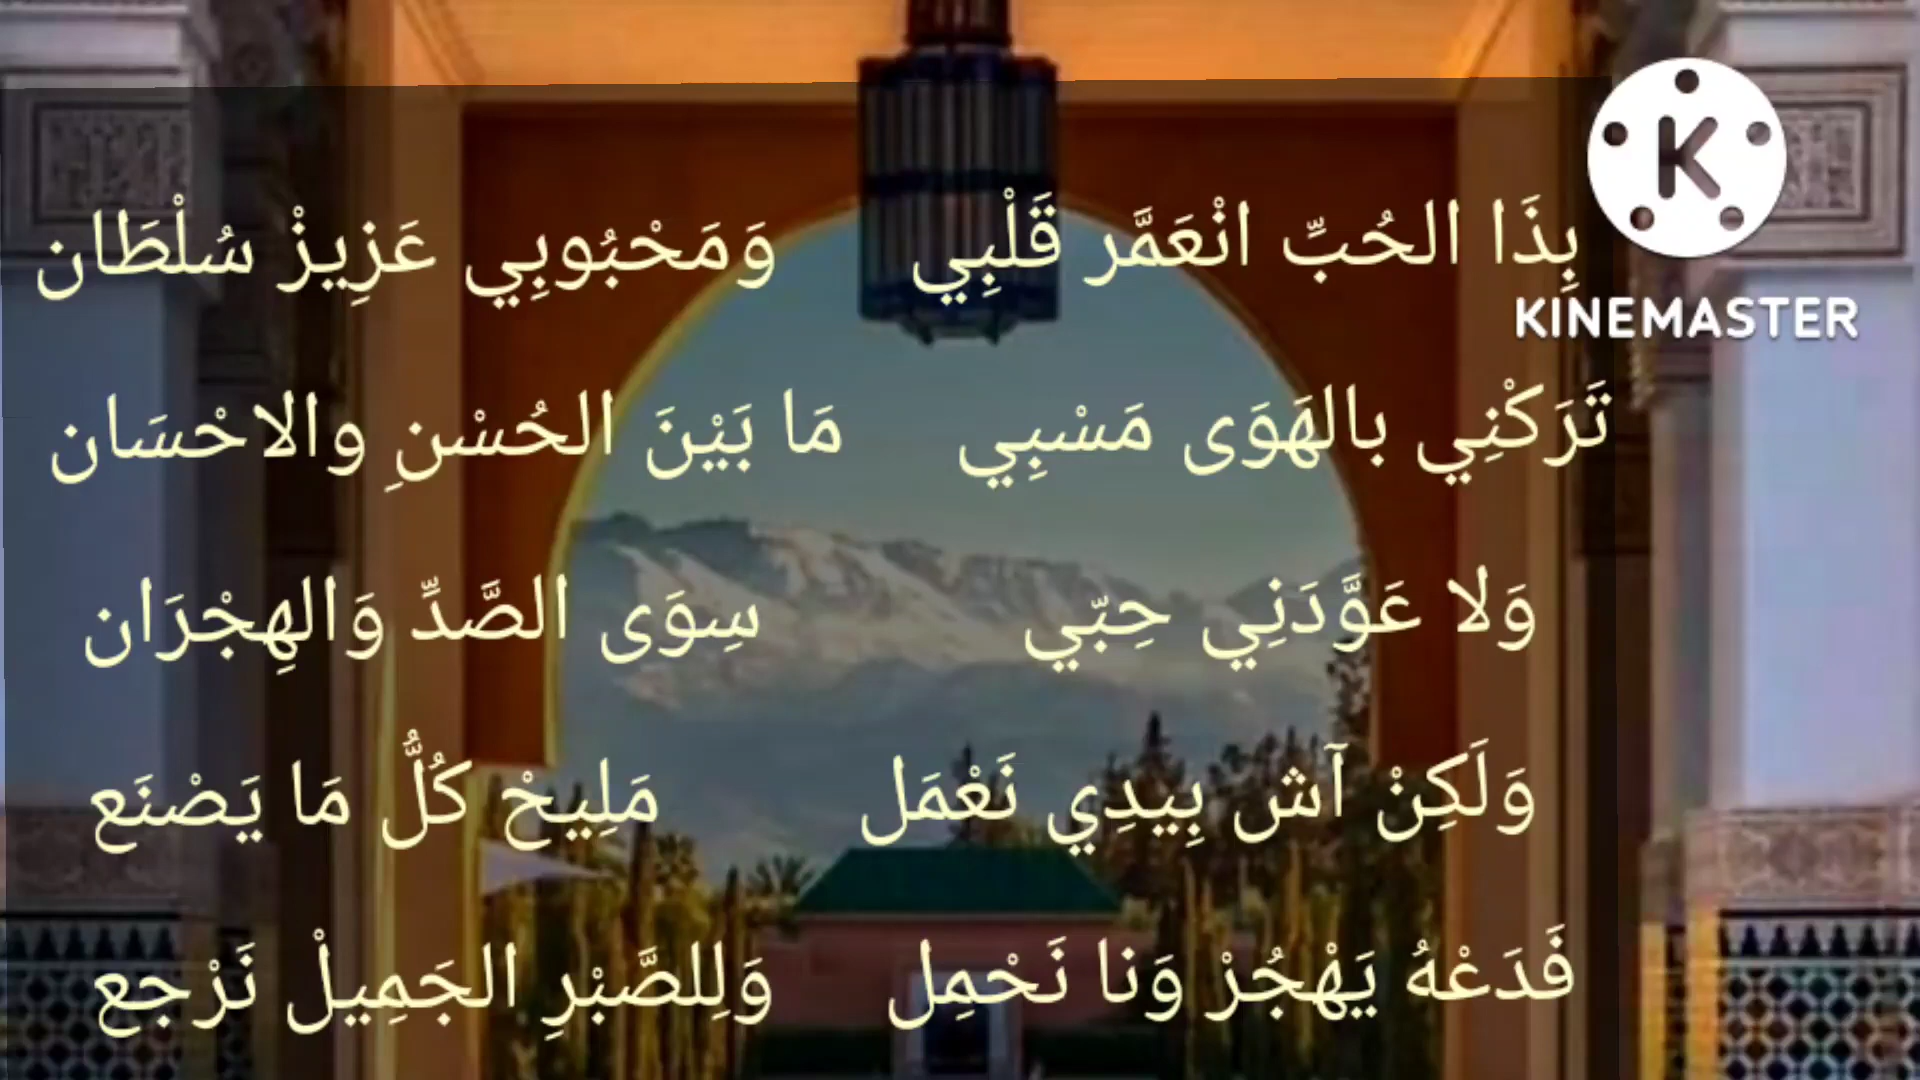 بِذَا الحُبِّ انْعَمَّر قَلْبِي وَمَحْبُوبِي عَزِيزْ سُلْطَان
تَرَكْنِي بالهَوَى مَسْبِي مَا بَيْنَ الحُسْنِ والاحْسَان
وَلا عَوَّدَنِي حِبّي سِوَى الصَّدِّ وَالهِجْرَان
وَلَكِنْ آش بِيدِي نَعْمَل مَلِيحْ كُلُّ مَا يَصْنَع
فَدَعْهُ يَهْجُرْ وَنا نَحْمِل وَلِلصَّبْرِ الجَمِيلْ نَرْجع
K
KINEMASTER